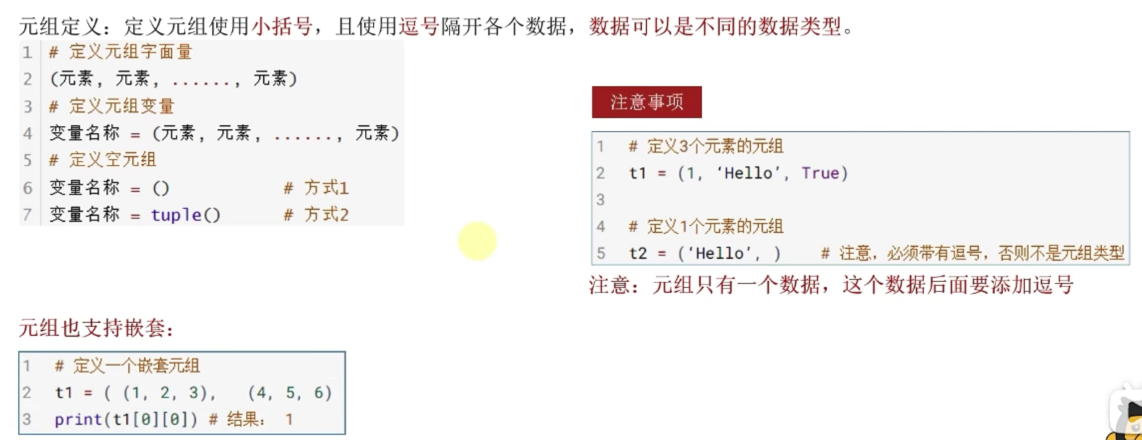 元组定义：定义元组使用小括号，且使用逗号隔开各个数据，数据可以是不同的数据类型。
1 # 定义元组字面量
2 (元素, 元素, ......, 元素)
3 # 定义元组变量
4 变量名称 = (元素, 元素, ......, 元素)
5 # 定义空元组
6 变量名称 = () # 方式1
7 变量名称 = tuple() # 方式2
注意事项
1 # 定义3个元素的元组
2 t1 = (1, ‘Hello’, True)
3
4 # 定义1个元素的元组
5 t2 = (‘Hello’, ) # 注意，必须带有逗号，否则不是元组类型
注意：元组只有一个数据，这个数据后面要添加逗号
元组也支持嵌套：
1 # 定义一个嵌套元组
2 t1 = ( (1, 2, 3), (4, 5, 6)
3 print(t1[0][0]) # 结果： 1